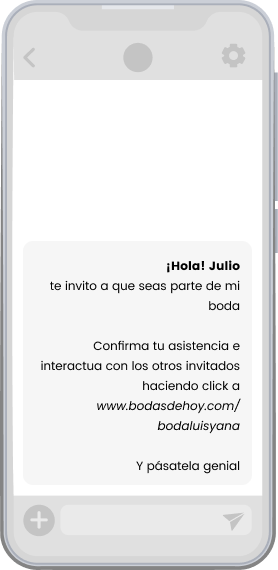 ¡Hola! Julio
te invito a que seas parte de mi
boda
Confirma tu asistencia e
interactua con los otros invitados
haciendo click a
www.bodasdehoy.com/
bodaluisyana
Y pásatela genial